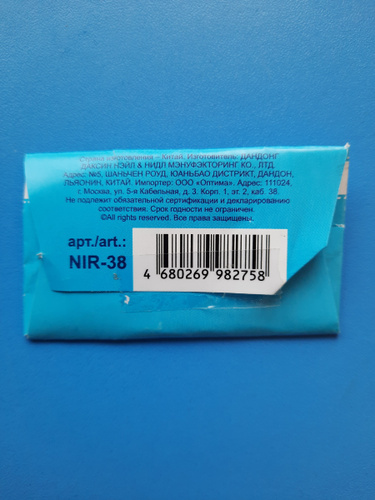 Страна изготовления – Китай. Изготовитель: ДАНДОНГ
ДАКСИН НЭЙЛ & НИДЛ МЭНУФЭКТОРИНГ КО., ЛТД.
Адрес: №5, ШАНЬЧЕН РОУД, ЮАНЬБАО ДИСТРИКТ, ДАНДОН,
ЛЬЯОНИН, КИТАЙ. Импортер: ООО «Оптима». Адрес: 111024,
г. Москва, ул. 5-я Кабельная, д. 3, Корп. 1, эт. 2, каб. 38.
Не подлежит обязательной сертификации и декларированию
соответствия. Срок годности не ограничен.
©All rights reserved. Все права защищены.
арт./art.:
NIR-38
4 680269 982758